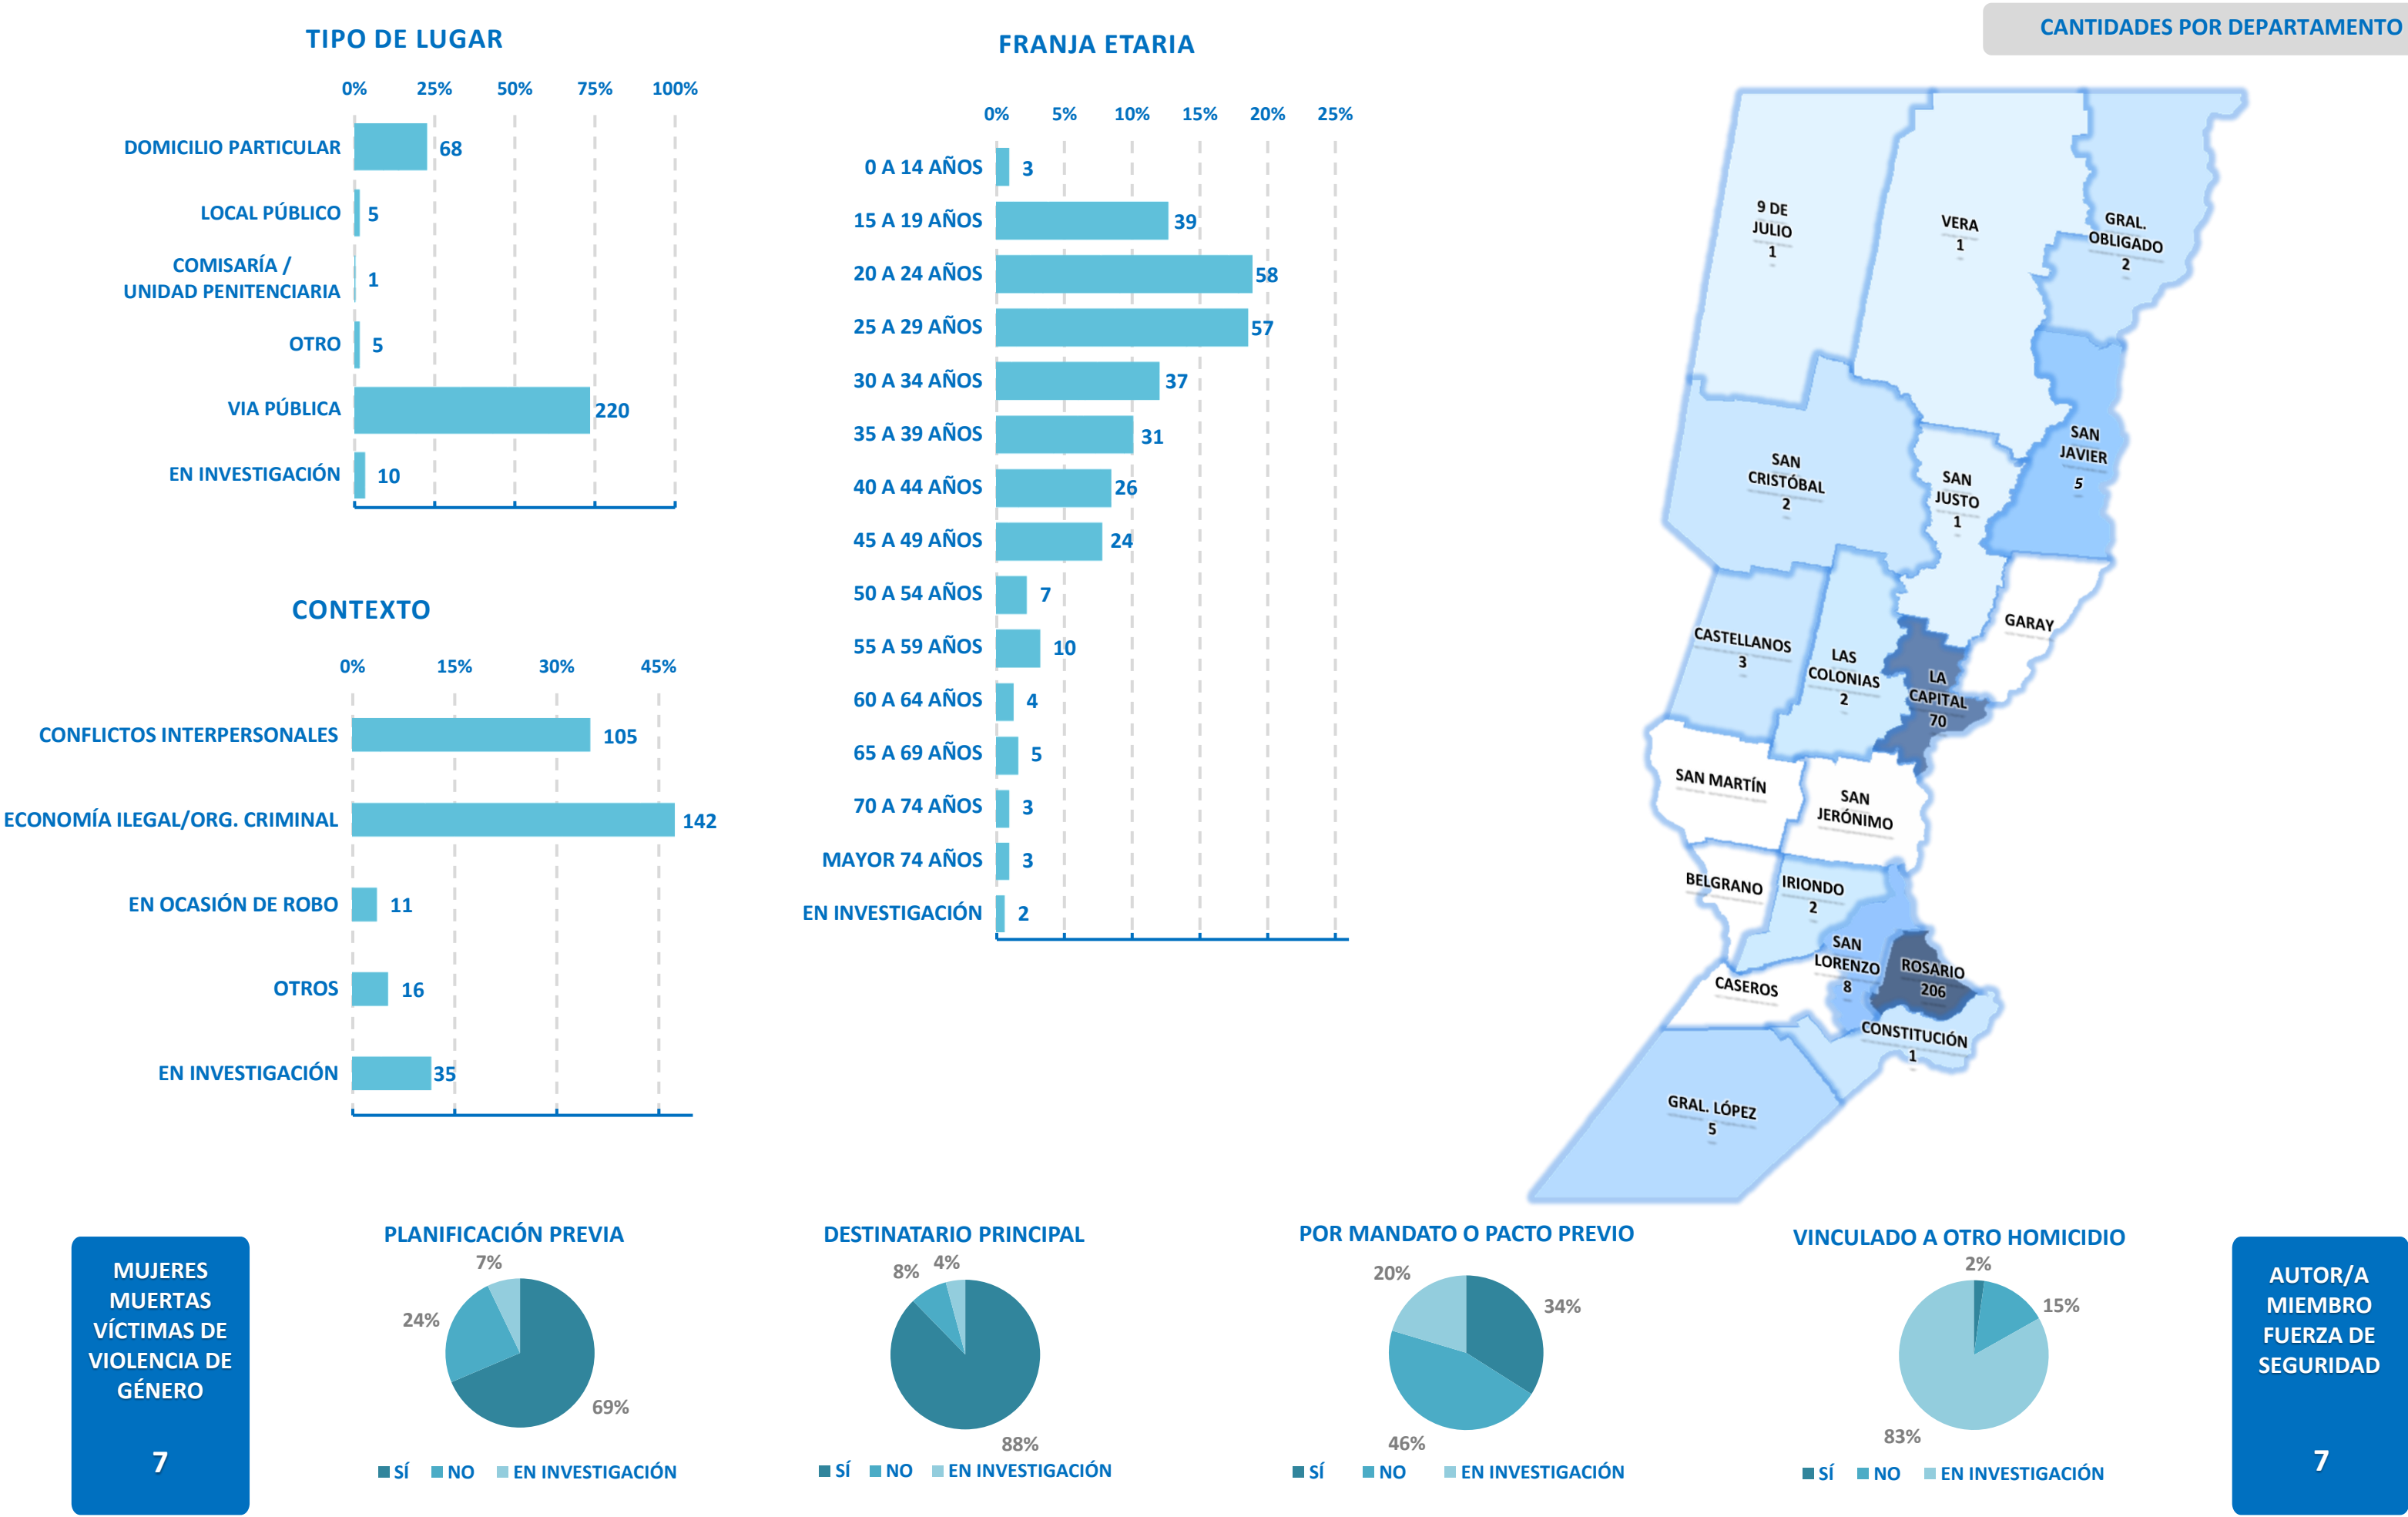 TIPO DE LUGAR
0% 25% 50% 75% 100%
DOMICILIO PARTICULAR 68
LOCAL PÚBLICO 5
COMISARÍA /
UNIDAD PENITENCIARIA 1
OTRO 5
VIA PÚBLICA 220
EN INVESTIGACIÓN 10
CONTEXTO
0% 15% 30% 45%
CONFLICTOS INTERPERSONALES 105
ECONOMÍA ILEGAL/ORG. CRIMINAL 142
EN OCASIÓN DE ROBO 11
OTROS 16
EN INVESTIGACIÓN 35
FRANJA ETARIA
0% 5% 10% 15% 20% 25%
0 A 14 AÑOS 3
15 A 19 AÑOS 39
20 A 24 AÑOS 58
25 A 29 AÑOS 57
30 A 34 AÑOS 37
35 A 39 AÑOS 31
40 A 44 AÑOS 26
45 A 49 AÑOS 24
50 A 54 AÑOS 7
55 A 59 AÑOS 10
60 A 64 AÑOS 4
65 A 69 AÑOS 5
70 A 74 AÑOS 3
MAYOR 74 AÑOS 3
EN INVESTIGACIÓN 2
CANTIDADES POR DEPARTAMENTO
9 DE
JULIO
1
VERA
1
GRAL.
OBLIGADO
2
SAN
JAVIER
5
SAN
CRISTÓBAL
2
SAN
JUSTO
1
GARAY
CASTELLANOS
3
LAS
COLONIAS
2
LA
CAPITAL
70
SAN MARTÍN
SAN
JERÓNIMO
BELGRANO
IRIONDO
2
SAN
LORENZO
8
ROSARIO
206
CASEROS
CONSTITUCIÓN
1
GRAL. LÓPEZ
5
MUJERES
MUERTAS
VÍCTIMAS DE
VIOLENCIA DE
GÉNERO
7
PLANIFICACIÓN PREVIA
7%
24%
69%
SÍ NO EN INVESTIGACIÓN
DESTINATARIO PRINCIPAL
8% 4%
88%
SÍ NO EN INVESTIGACIÓN
POR MANDATO O PACTO PREVIO
20%
34%
46%
SÍ NO EN INVESTIGACIÓN
VINCULADO A OTRO HOMICIDIO
2%
15%
83%
SÍ NO EN INVESTIGACIÓN
AUTOR/A
MIEMBRO
FUERZA DE
SEGURIDAD
7